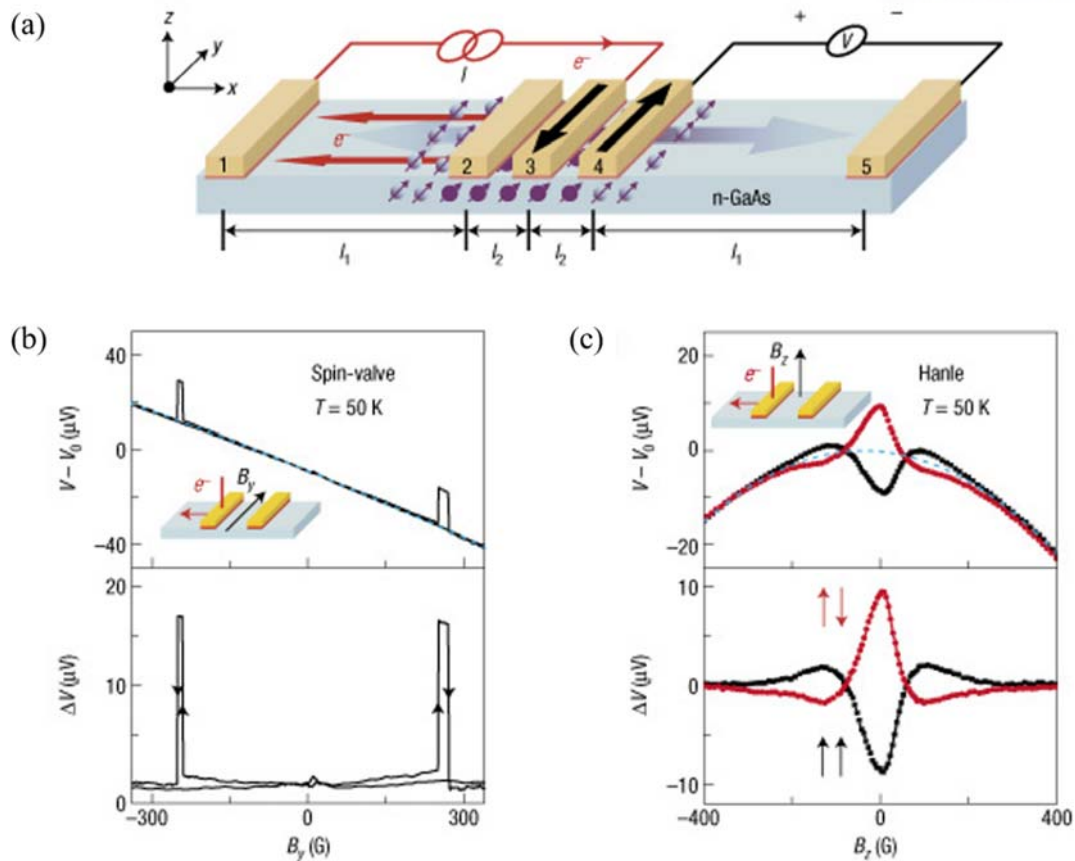 (a)
z
y
x
e⁻
I
e⁻
+ V −
e⁻
1 2 3 4 5
n-GaAs
l₁ l₂ l₂ l₁
(b)
40
0
−40
V − V₀ (μV)
Spin-valve
T = 50 K
e⁻
B_y
20
10
0
ΔV (μV)
−300 0 300
B_y (G)
(c)
20
0
−20
V − V₀ (μV)
B_z
e⁻
Hanle
T = 50 K
10
0
−10
ΔV (μV)
−400 0 400
B_z (G)